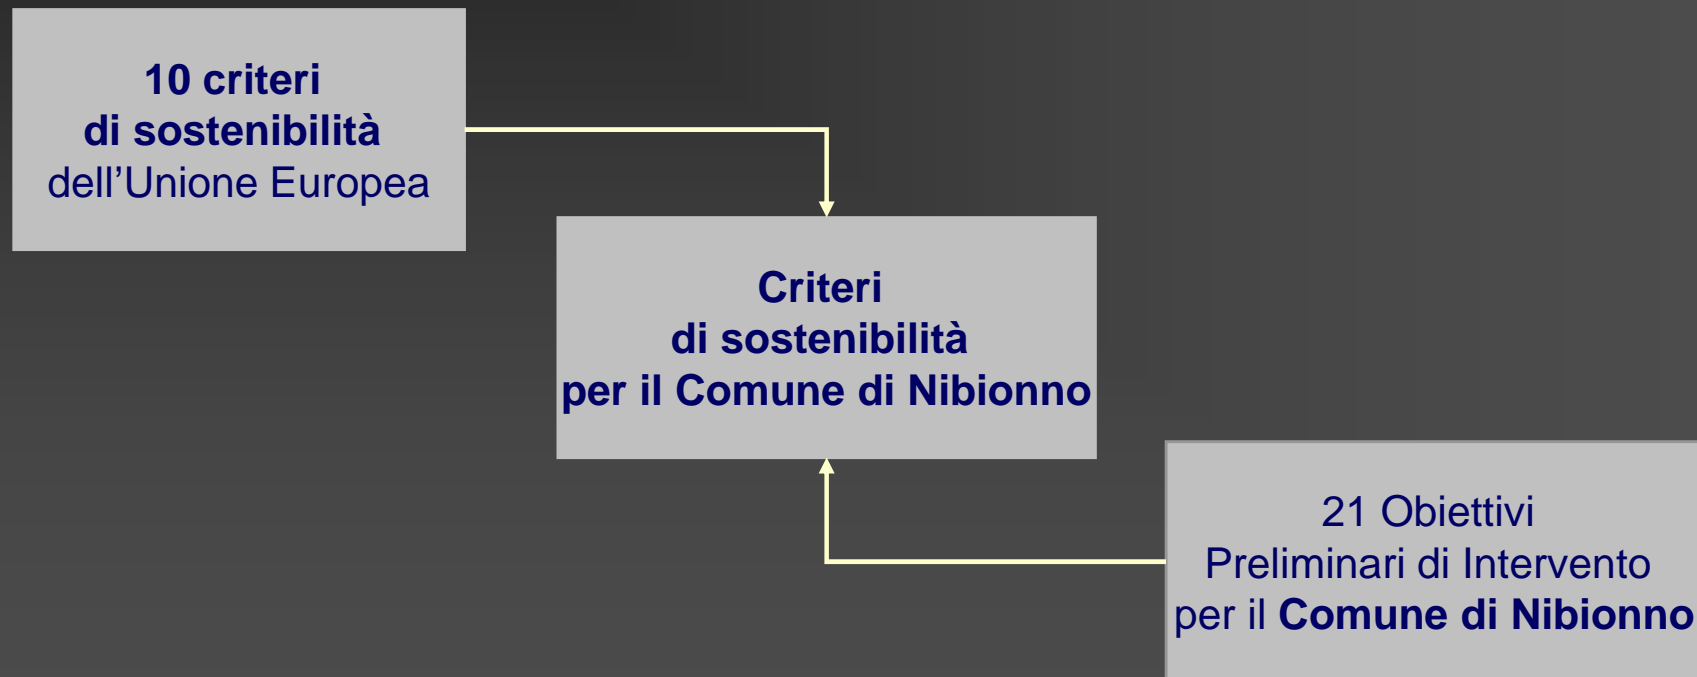 10 criteri
di sostenibilità
dell’Unione Europea
Criteri
di sostenibilità
per il Comune di Nibionno
21 Obiettivi
Preliminari di Intervento
per il Comune di Nibionno